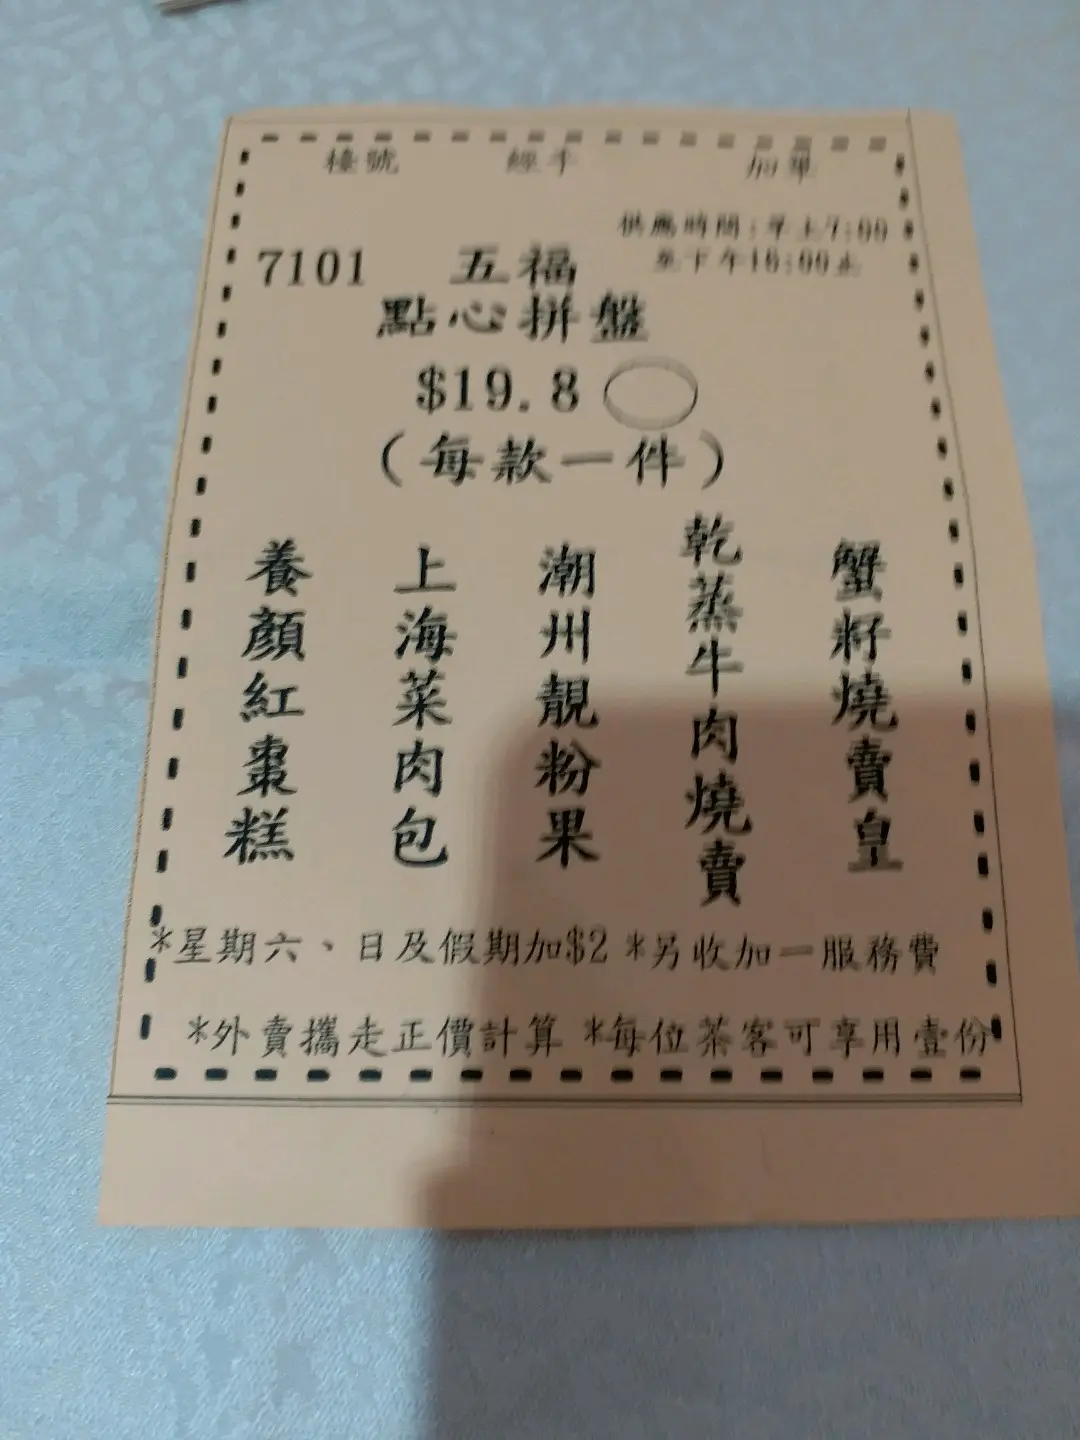 檯號 經手 加單
供應時間:早上7:00
至下午16:00止
7101 五福
點心拼盤
$19.8
(每款一件)
蟹籽燒賣皇
乾蒸牛肉燒賣
潮州靚粉果
上海菜肉包
養顏紅棗糕
*星期六、日及假期加$2 *另收加一服務費
*外賣攜走正價計算 *每位茶客可享用壹份